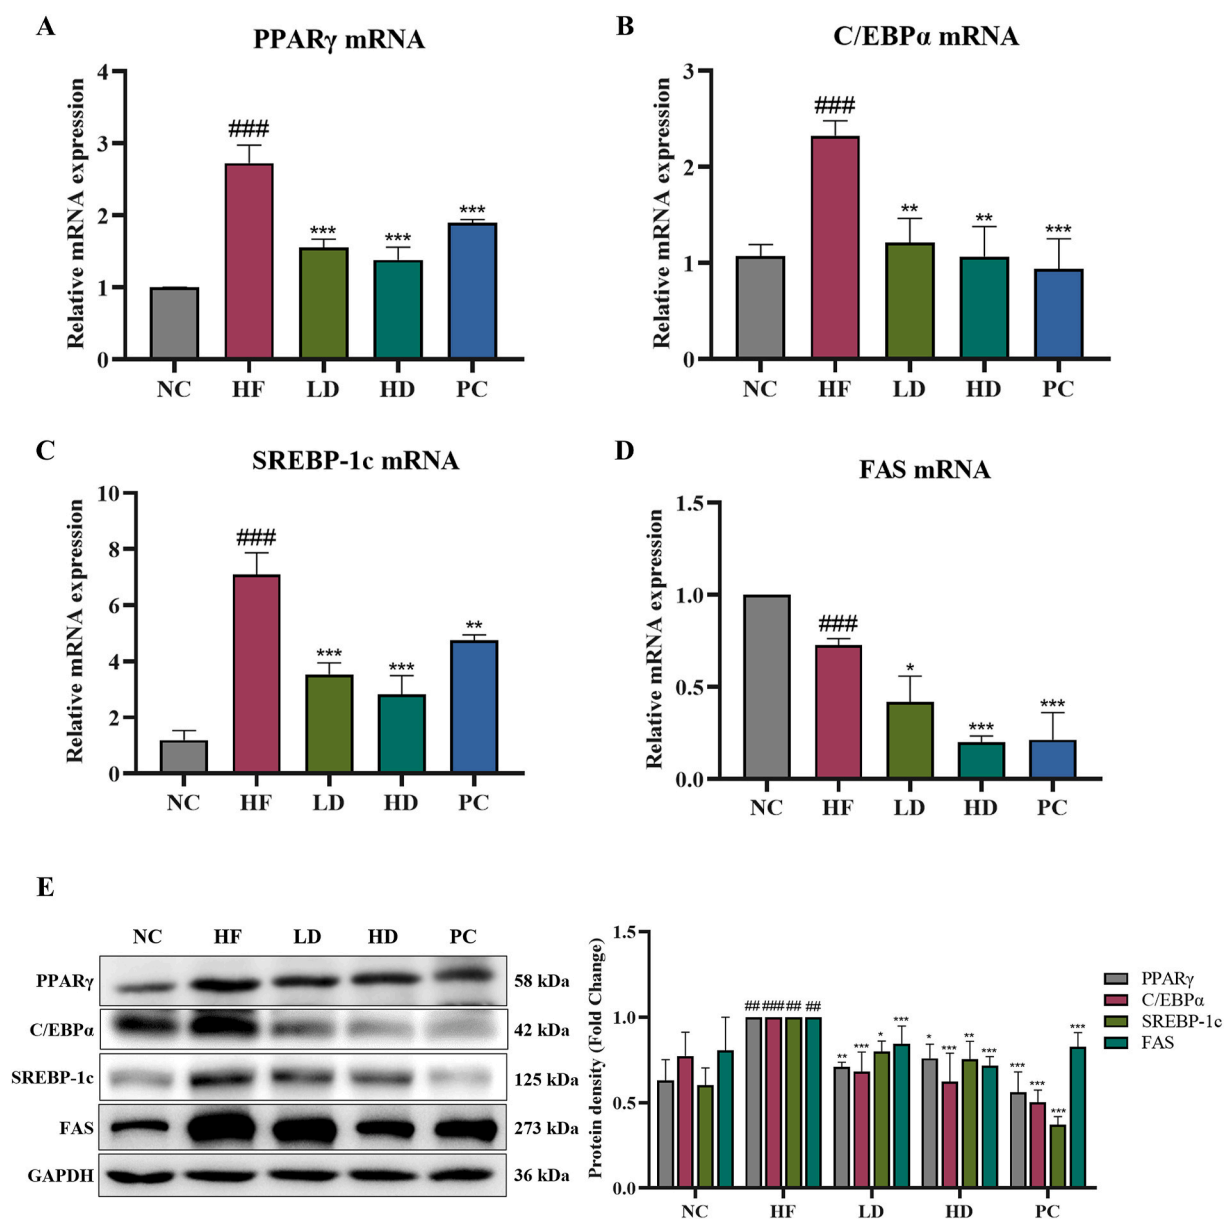 A
PPARγ mRNA
Relative mRNA expression
4
3
2
1
0
###
***
***
***
NC HF LD HD PC
B
C/EBPα mRNA
Relative mRNA expression
3
2
1
0
###
**
**
***
NC HF LD HD PC
C
SREBP-1c mRNA
Relative mRNA expression
10
8
6
4
2
0
###
***
***
**
NC HF LD HD PC
D
FAS mRNA
Relative mRNA expression
1.5
1.0
0.5
0.0
###
*
***
***
NC HF LD HD PC
E
NC HF LD HD PC
PPARγ 58 kDa
C/EBPα 42 kDa
SREBP-1c 125 kDa
FAS 273 kDa
GAPDH 36 kDa
Protein density (Fold Change)
1.5
1.0
0.5
0.0
## ### ## ##
** *** * ***
* *** ** ***
*** *** *** ***
NC HF LD HD PC
PPARγ
C/EBPα
SREBP-1c
FAS